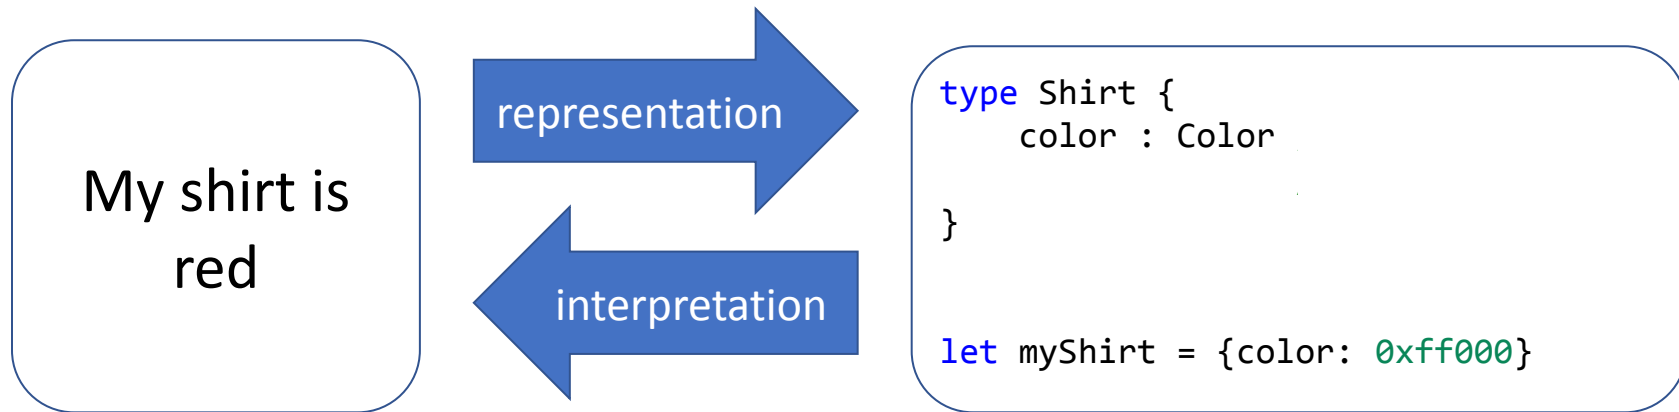 My shirt is
red
representation
interpretation
type Shirt {
color : Color
}
let myShirt = {color: 0xff000}